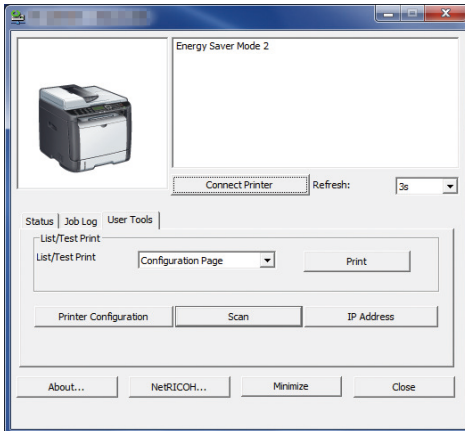 Energy Saver Mode 2
Connect Printer
Refresh:
3s
Status
Job Log
User Tools
List/Test Print
List/Test Print
Configuration Page
Print
Printer Configuration
Scan
IP Address
About...
NetRICOH...
Minimize
Close